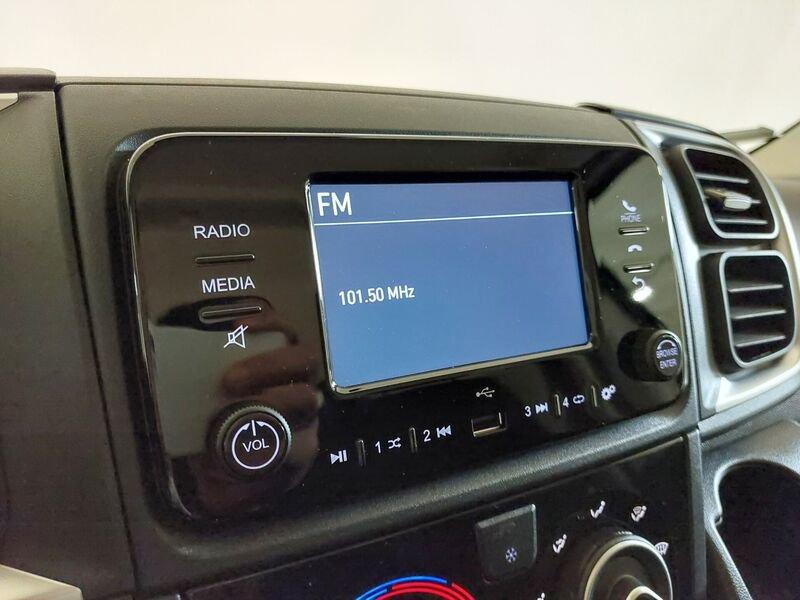 FM
RADIO
MEDIA
101.50 MHz
PHONE
BROWSE
ENTER
VOL
1
2
3
4